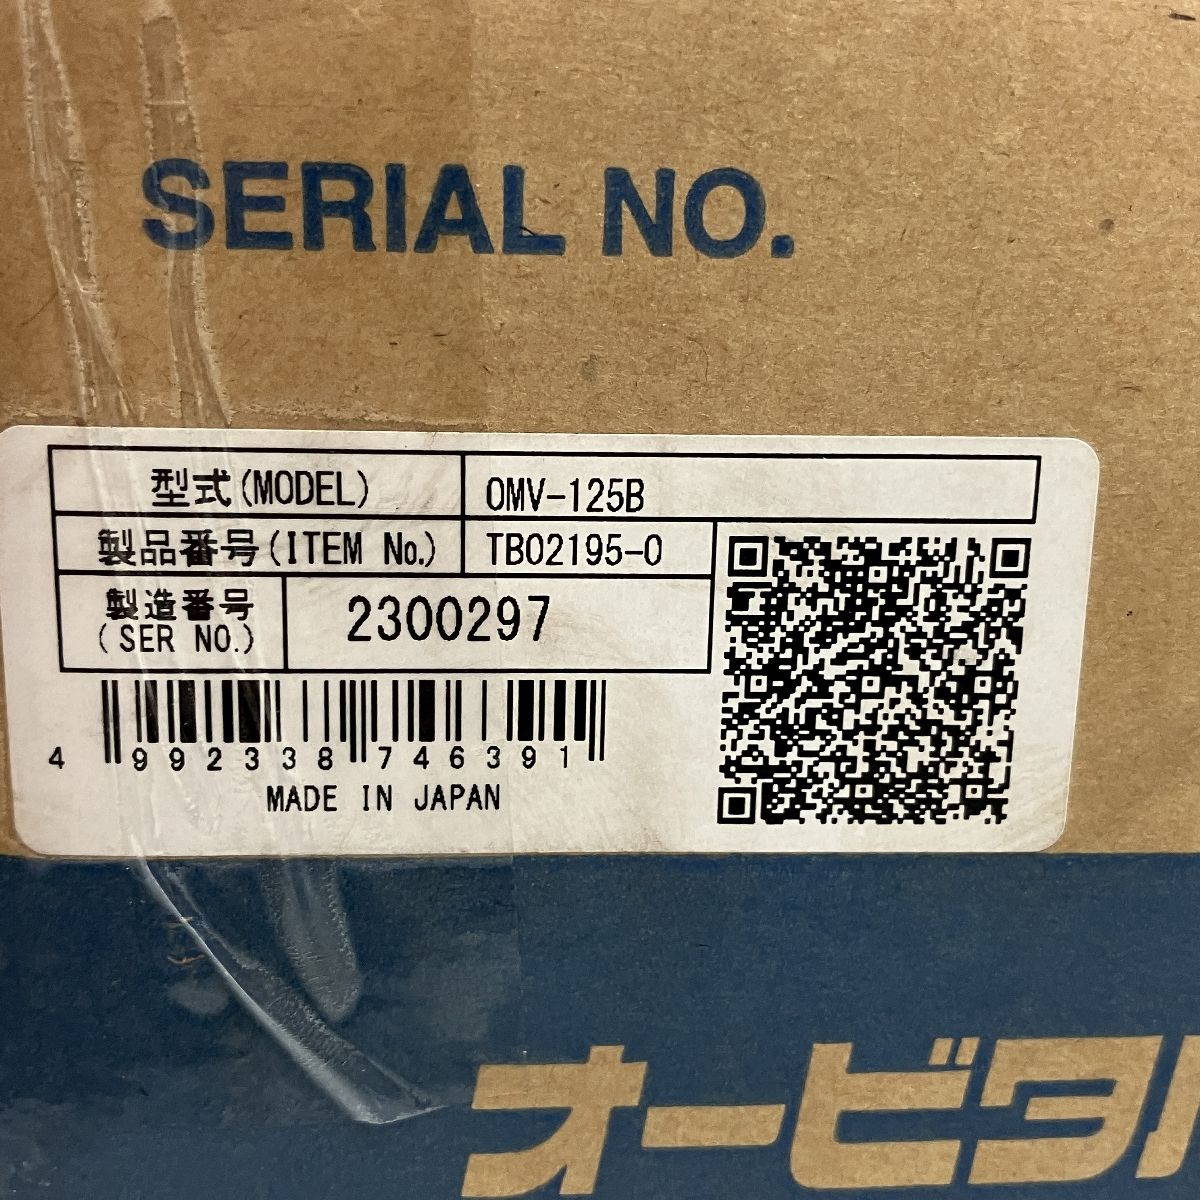 SERIAL NO.
型式(MODEL) OMV-125B
製品番号(ITEM No.) TB02195-0
製造番号 2300297
(SER NO.)
4 992338 746391
MADE IN JAPAN
オービタル